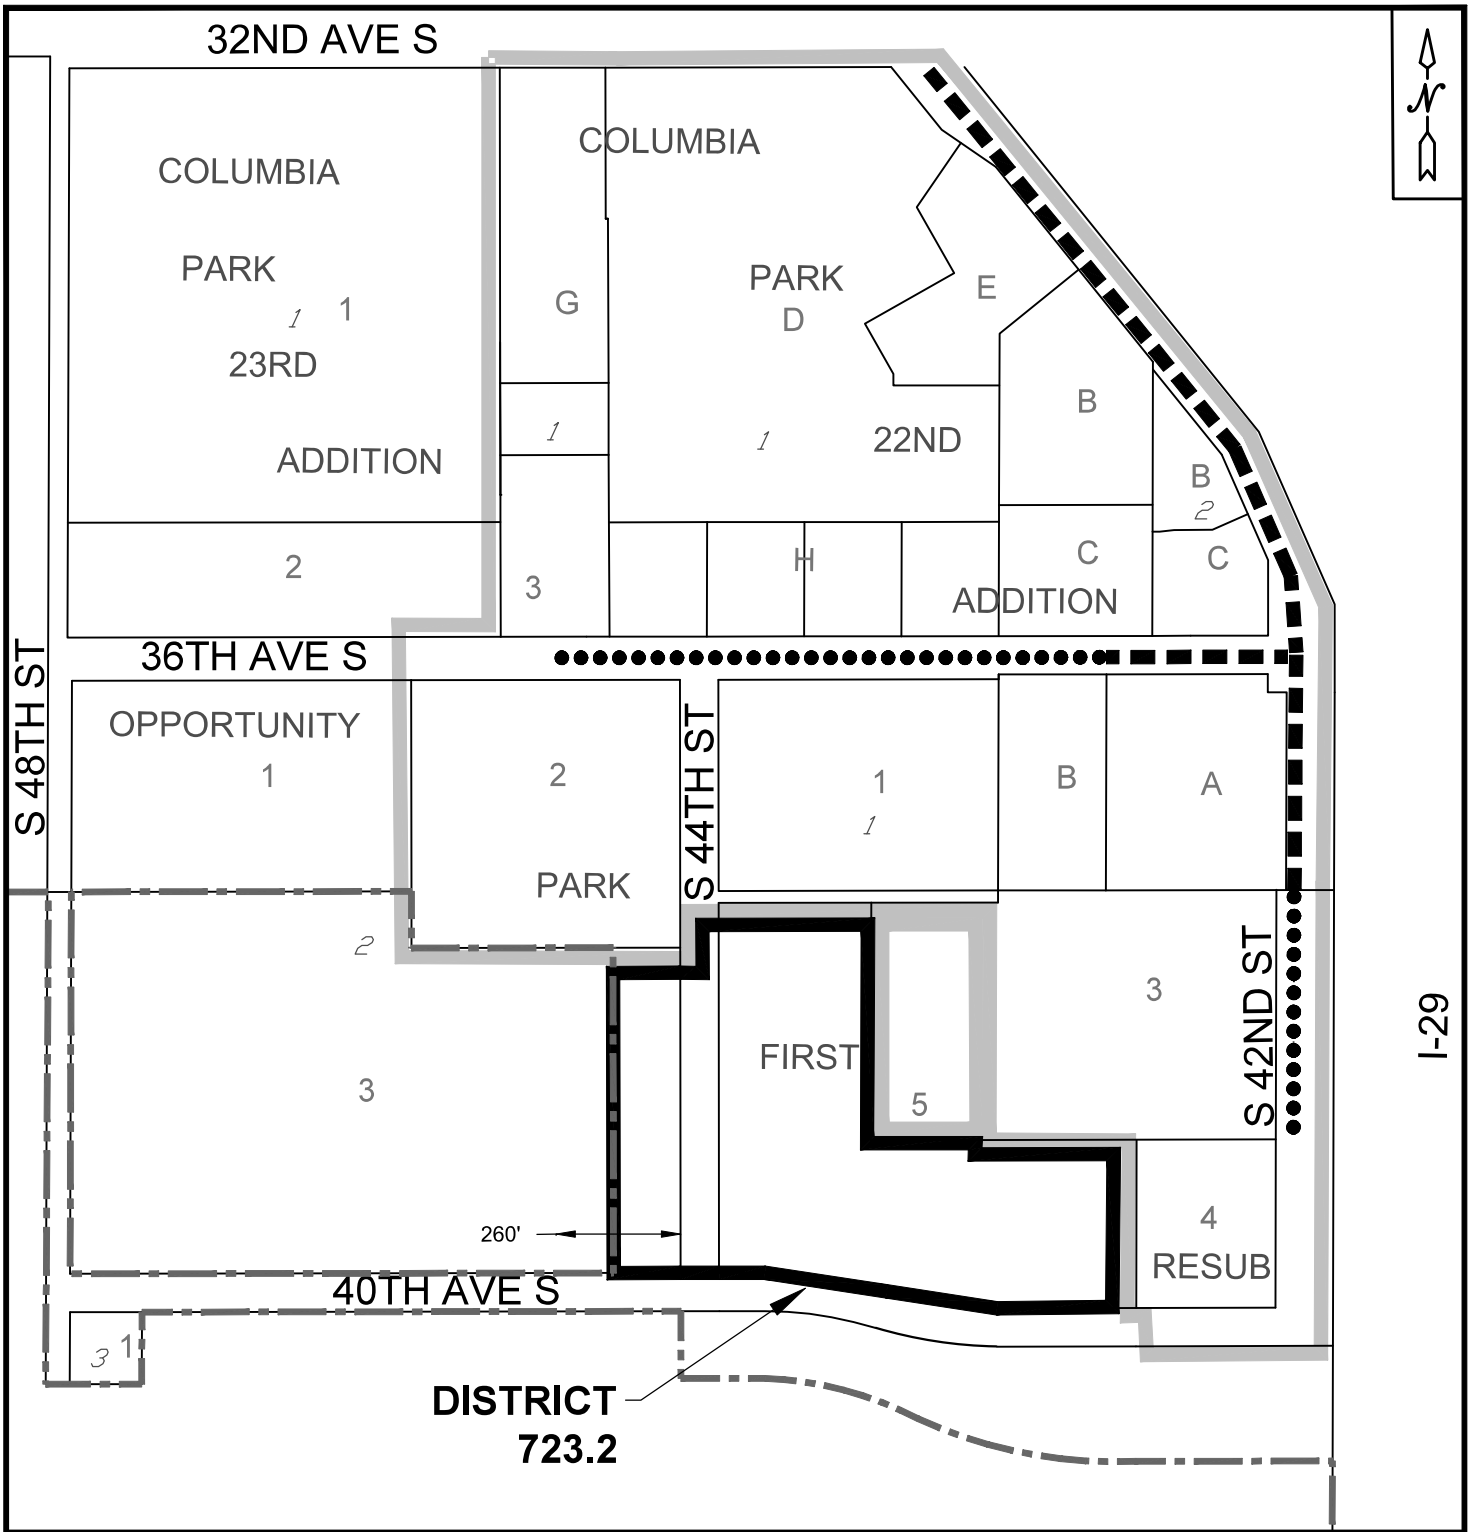 32ND AVE S
N
COLUMBIA
COLUMBIA
PARK
PARK
1
1
G
D
E
23RD
B
1
1
22ND
ADDITION
B
2
2
3
H
C
C
ADDITION
36TH AVE S
S 48TH ST
OPPORTUNITY
1
2
S 44TH ST
1
1
B
A
PARK
2
3
S 42ND ST
I-29
FIRST
3
5
4
260'
RESUB
40TH AVE S
1
3
DISTRICT
723.2